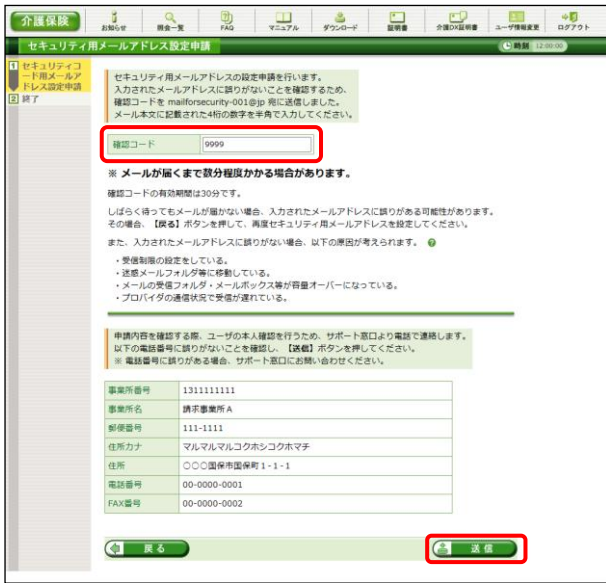 介護保険
お知らせ
照会一覧
FAQ
マニュアル
ダウンロード
証明書
介護DX証明書
ユーザ情報変更
ログアウト
セキュリティ用メールアドレス設定申請
時刻 12:00:00
1 セキュリティコ
ード用メールア
ドレス設定申請
2 終了
セキュリティ用メールアドレスの設定申請を行います。
入力されたメールアドレスに誤りがないことを確認するため、
確認コードを mailforsecurity-001@jp 宛に送信しました。
メール本文に記載された4桁の数字を半角で入力してください。
確認コード 9999
※ メールが届くまで数分程度かかる場合があります。
確認コードの有効期間は30分です。
しばらく待ってもメールが届かない場合、入力されたメールアドレスに誤りがある可能性があります。
その場合、【戻る】ボタンを押して、再度セキュリティ用メールアドレスを設定してください。
また、入力されたメールアドレスに誤りがない場合、以下の原因が考えられます。 ?
・受信制限の設定をしている。
・迷惑メールフォルダ等に移動している。
・メールの受信フォルダ・メールボックス等が容量オーバーになっている。
・プロバイダの通信状況で受信が遅れている。
申請内容を確認する際、ユーザの本人確認を行うため、サポート窓口より電話で連絡します。
以下の電話番号に誤りがないことを確認し、【送信】ボタンを押してください。
※ 電話番号に誤りがある場合、サポート窓口にお問い合わせください。
事業所番号 1311111111
事業所名 請求事業所A
郵便番号 111-1111
住所カナ マルマルマルコクホシコクホマチ
住所 〇〇〇国保市国保町1-1-1
電話番号 00-0000-0001
FAX番号 00-0000-0002
戻る
送信